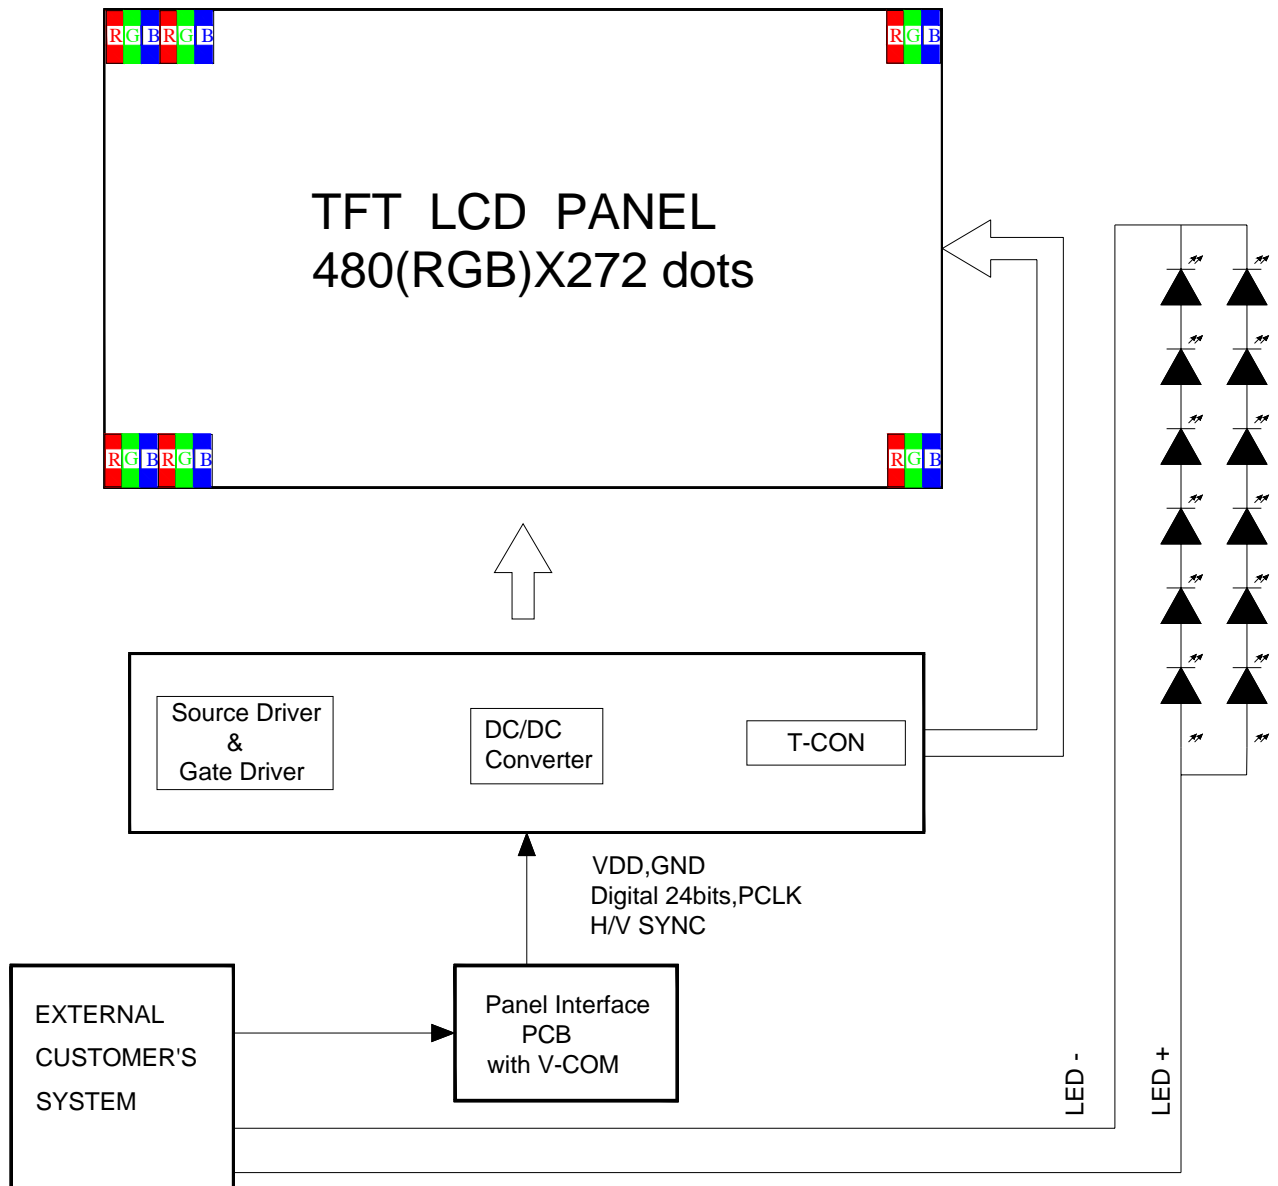 RGBRGB RGB
TFT LCD PANEL
480(RGB)X272 dots
RGBRGB RGB
Source Driver
&
Gate Driver
DC/DC
Converter
T-CON
VDD,GND
Digital 24bits,PCLK
H/V SYNC
EXTERNAL
CUSTOMER'S
SYSTEM
Panel Interface
PCB
with V-COM
LED -
LED +